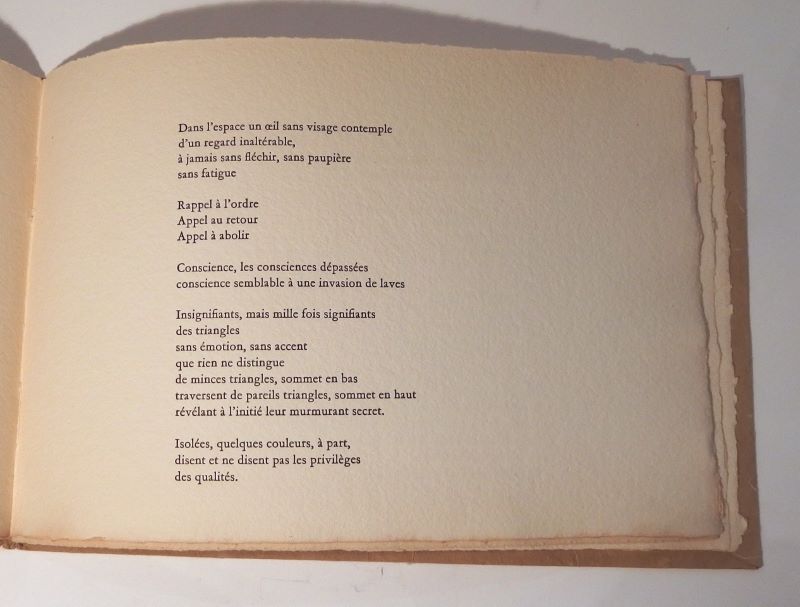 Dans l'espace un œil sans visage contemple
d'un regard inaltérable,
à jamais sans fléchir, sans paupière
sans fatigue
Rappel à l'ordre
Appel au retour
Appel à abolir
Conscience, les consciences dépassées
conscience semblable à une invasion de laves
Insignifiants, mais mille fois signifiants
des triangles
sans émotion, sans accent
que rien ne distingue
de minces triangles, sommet en bas
traversent de pareils triangles, sommet en haut
révélant à l'initié leur murmurant secret.
Isolées, quelques couleurs, à part,
disent et ne disent pas les privilèges
des qualités.